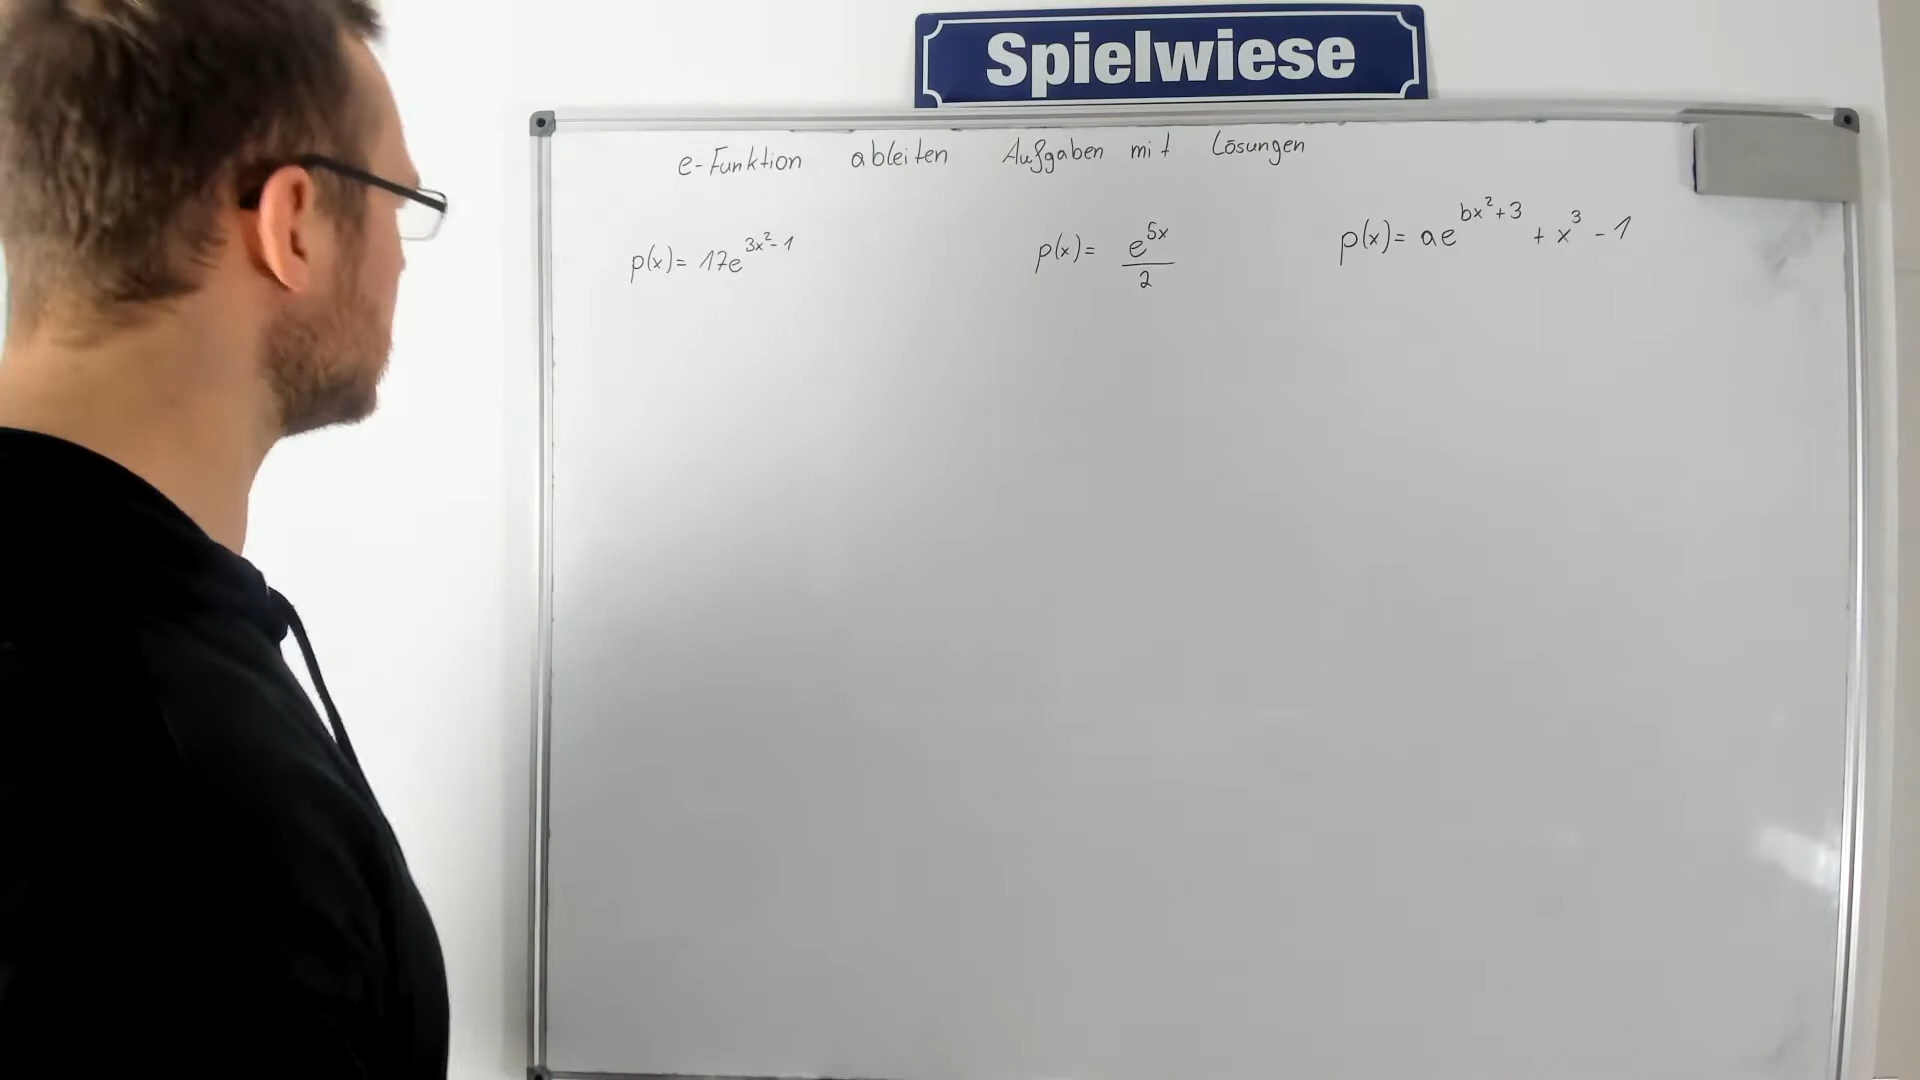 Spielwiese
e-Funktion ableiten Aufgaben mit Lösungen
p(x)= 17e^{3x²-1} p(x)= e^{5x}/2 p(x)= ae^{bx²+3} + x³ - 1